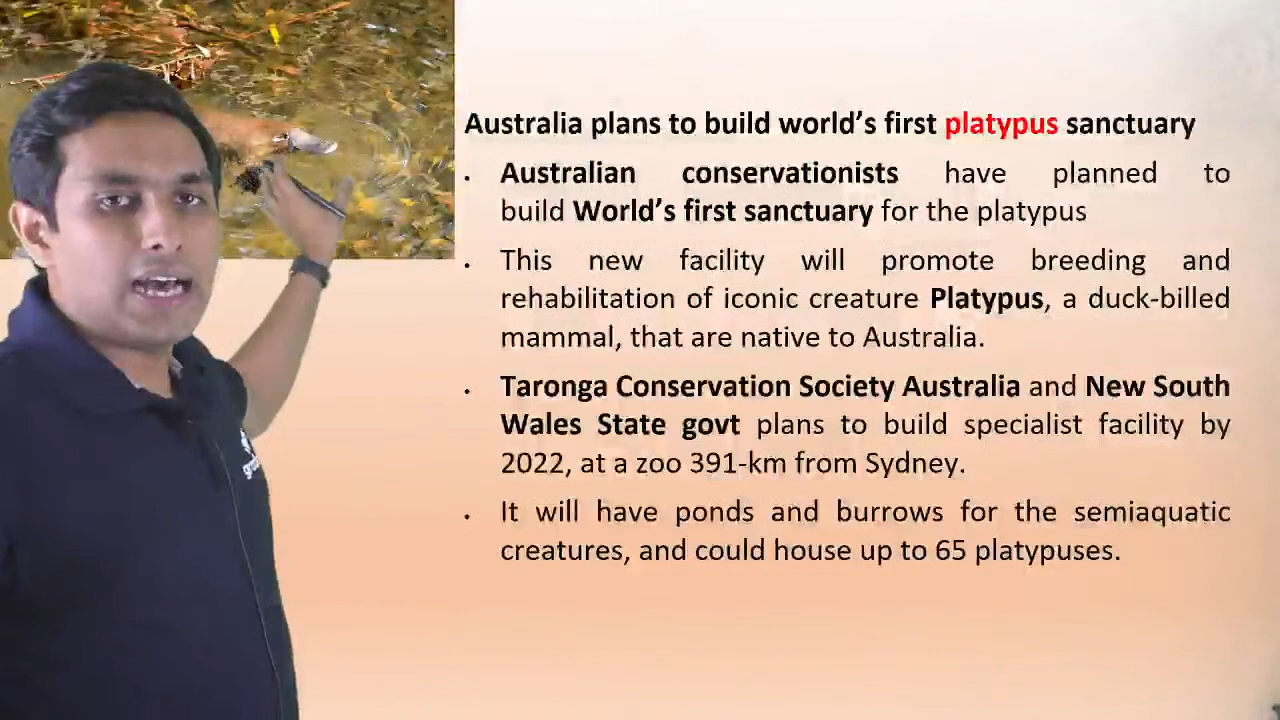 Australia plans to build world's first platypus sanctuary
• Australian conservationists have planned to
build World's first sanctuary for the platypus
• This new facility will promote breeding and
rehabilitation of iconic creature Platypus, a duck-billed
mammal, that are native to Australia.
• Taronga Conservation Society Australia and New South
Wales State govt plans to build specialist facility by
2022, at a zoo 391-km from Sydney.
• It will have ponds and burrows for the semiaquatic
creatures, and could house up to 65 platypuses.